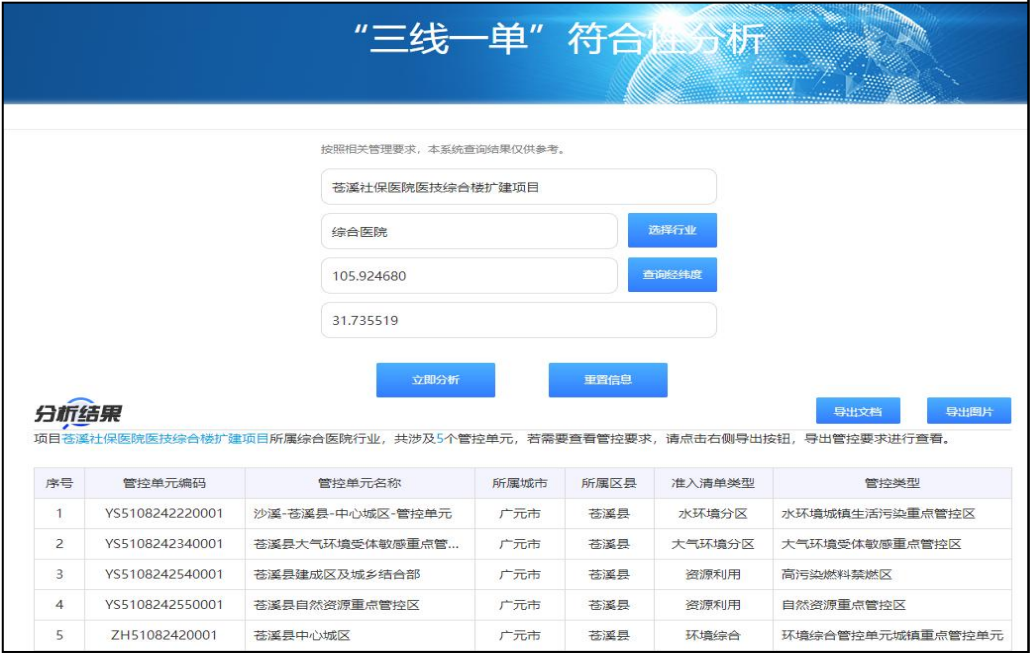 “三线一单”符合性分析
按照相关管理要求，本系统查询结果仅供参考。
苍溪社保医院医技综合楼扩建项目
综合医院 选择行业
105.924680 查询经纬度
31.735519
立即分析 重置信息
分析结果 导出文档 导出图片
项目苍溪社保医院医技综合楼扩建项目所属综合医院行业，共涉及5个管控单元，若需要查看管控要求，请点击右侧导出按钮，导出管控要求进行查看。
序号 管控单元编码 管控单元名称 所属城市 所属区县 准入清单类型 管控类型
1 YS5108242220001 沙溪-苍溪县-中心城区-管控单元 广元市 苍溪县 水环境分区 水环境城镇生活污染重点管控区
2 YS5108242340001 苍溪县大气环境受体敏感重点管... 广元市 苍溪县 大气环境分区 大气环境受体敏感重点管控区
3 YS5108242540001 苍溪县建成区及城乡结合部 广元市 苍溪县 资源利用 高污染燃料禁燃区
4 YS5108242550001 苍溪县自然资源重点管控区 广元市 苍溪县 资源利用 自然资源重点管控区
5 ZH51082420001 苍溪县中心城区 广元市 苍溪县 环境综合 环境综合管控单元城镇重点管控单元